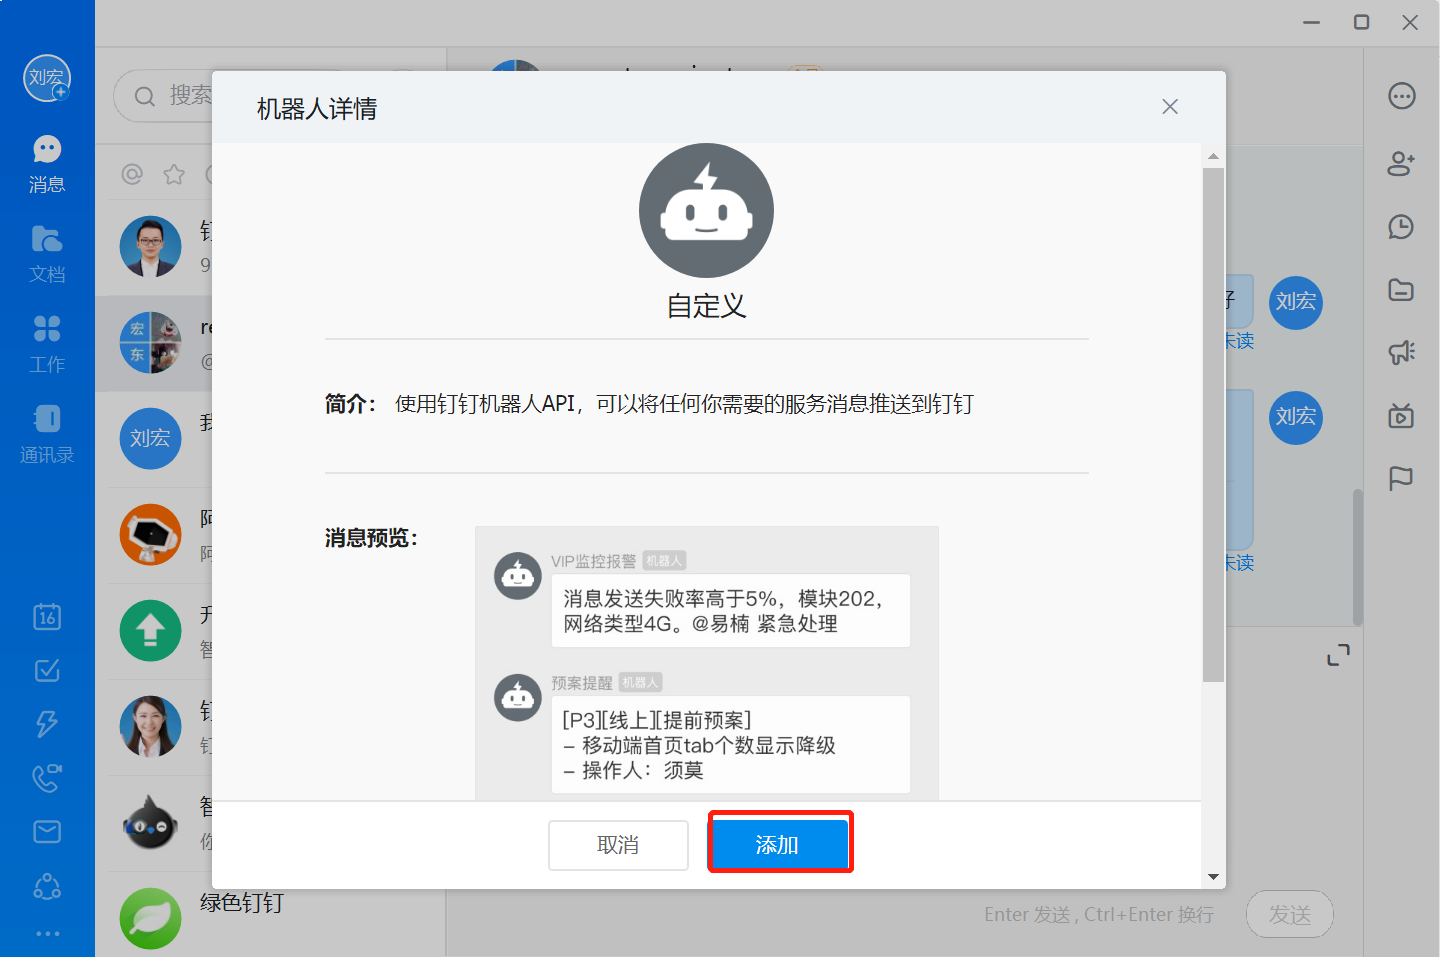 刘宏
消息
文档
工作
通讯录
16
搜索
钉
9
宏
东
re
@
我
刘宏
阿
阿
升
智
钉
钉
智
你
绿色钉钉
机器人详情
自定义
简介： 使用钉钉机器人API，可以将任何你需要的服务消息推送到钉钉
消息预览：
VIP监控报警 机器人
消息发送失败率高于5%，模块202，
网络类型4G。@易楠 紧急处理
预案提醒 机器人
[P3][线上][提前预案]
– 移动端首页tab个数显示降级
– 操作人：须莫
取消
添加
好
刘宏
未读
刘宏
未读
Enter 发送 , Ctrl+Enter 换行
发送